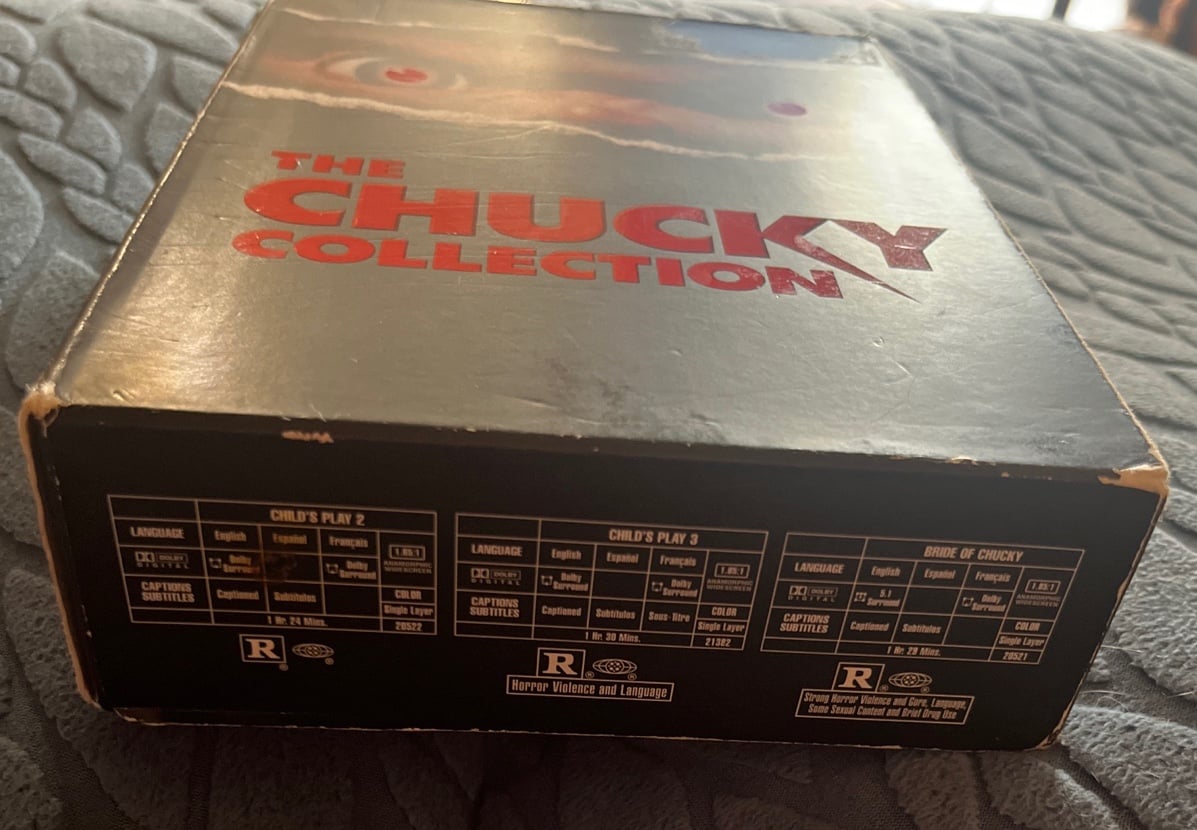 THE
CHUCKY
COLLECTION
CHILD'S PLAY 2
LANGUAGE English Español Français 1.85:1
DOLBY DIGITAL Dolby Surround Dolby Surround ANAMORPHIC WIDESCREEN
CAPTIONS SUBTITLES Captioned Subtitulos COLOR
Single Layer
1 Hr. 24 Mins. 20522
R
CHILD'S PLAY 3
LANGUAGE English Español Français 1.85:1
DOLBY DIGITAL Dolby Surround Dolby Surround ANAMORPHIC WIDESCREEN
CAPTIONS SUBTITLES Captioned Subtitulos Sous-Titre COLOR
Single Layer
1 Hr. 30 Mins. 21382
R
Horror Violence and Language
BRIDE OF CHUCKY
LANGUAGE English Español Français 1.85:1
DOLBY DIGITAL 5.1 Surround Dolby Surround ANAMORPHIC WIDESCREEN
CAPTIONS SUBTITLES Captioned Subtitulos COLOR
Single Layer
1 Hr. 29 Mins. 20521
R
Strong Horror Violence and Gore, Language,
Some Sexual Content and Brief Drug Use